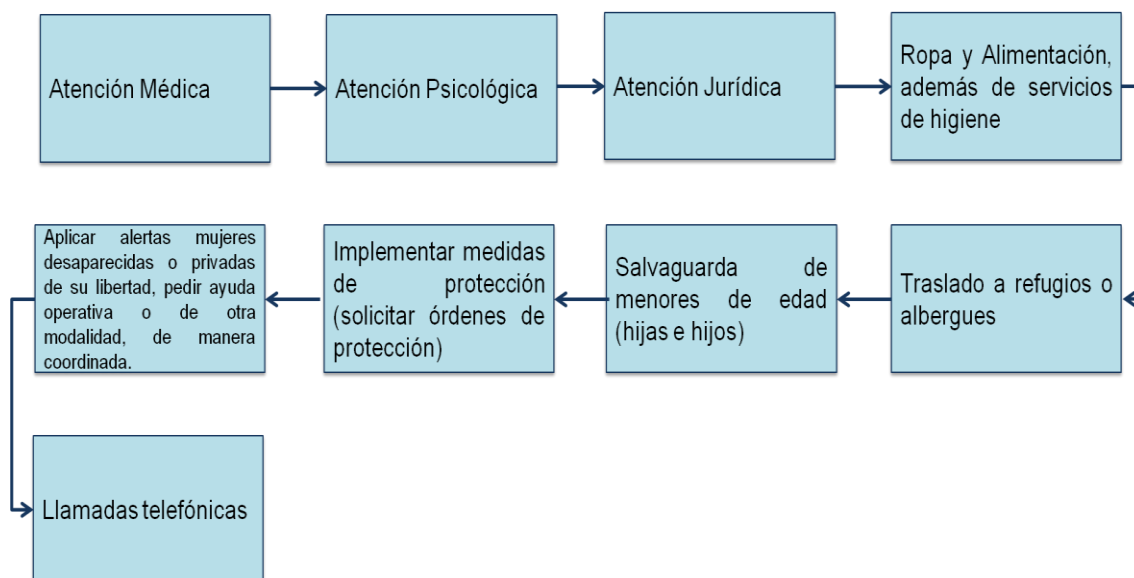 Atención Médica
Atención Psicológica
Atención Jurídica
Ropa y Alimentación,
además de servicios
de higiene
Traslado a refugios o
albergues
Salvaguarda de
menores de edad
(hijas e hijos)
Implementar medidas
de protección
(solicitar órdenes de
protección)
Aplicar alertas mujeres
desaparecidas o privadas
de su libertad, pedir ayuda
operativa o de otra
modalidad, de manera
coordinada.
Llamadas telefónicas